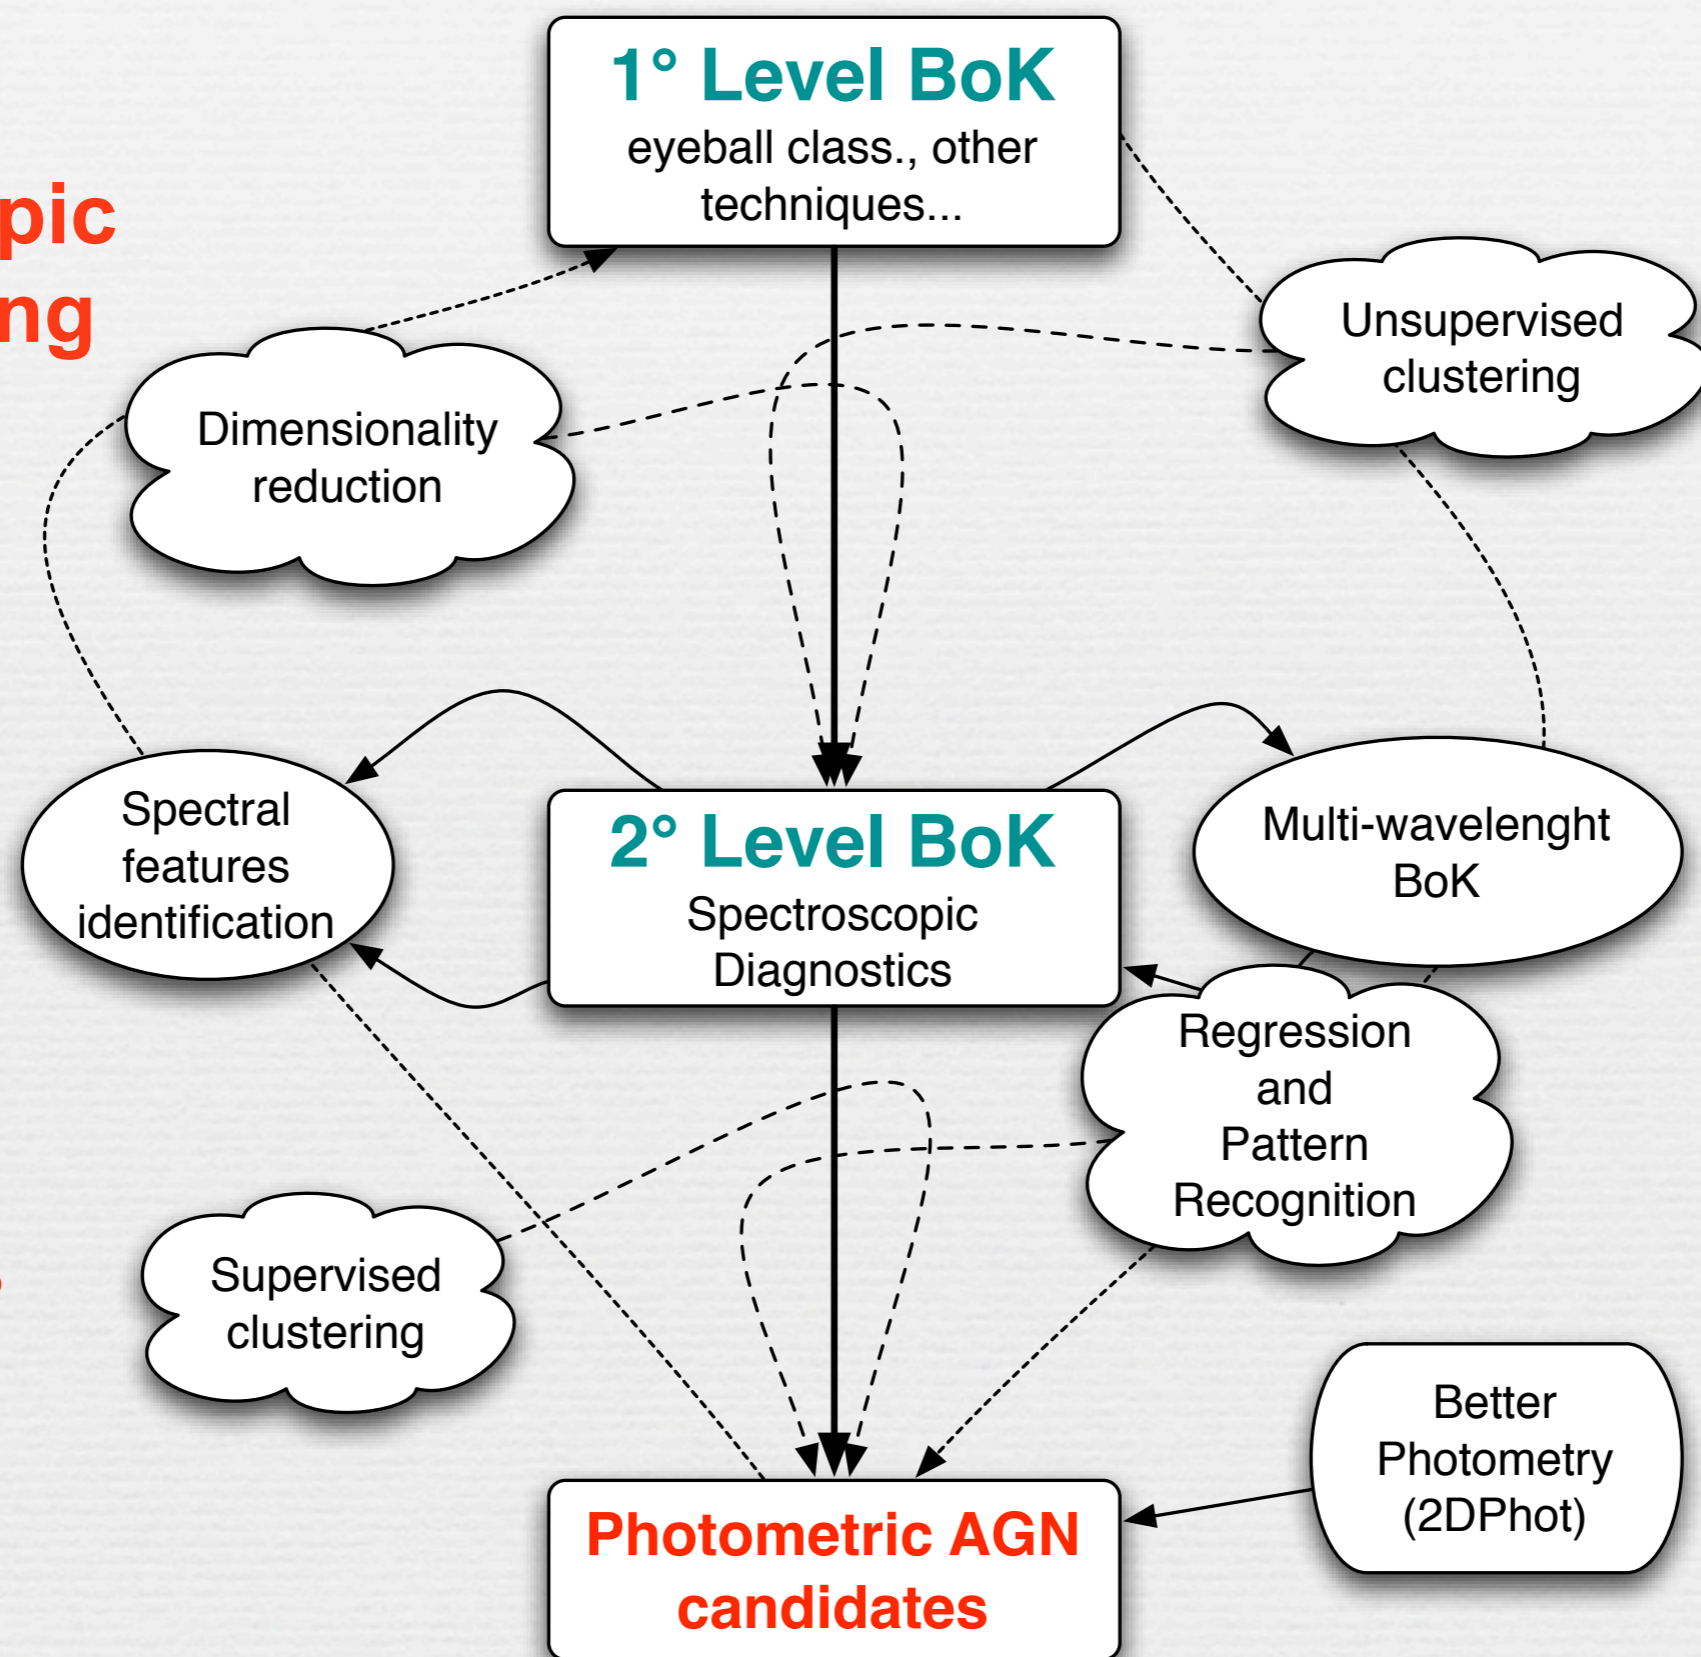 1° Level BoK
eyeball class., other
techniques...
pic
ng
Unsupervised
clustering
Dimensionality
reduction
Spectral
features
identification
2° Level BoK
Spectroscopic
Diagnostics
Multi-wavelenght
BoK
Regression
and
Pattern
Recognition
Supervised
clustering
Better
Photometry
(2DPhot)
Photometric AGN
candidates